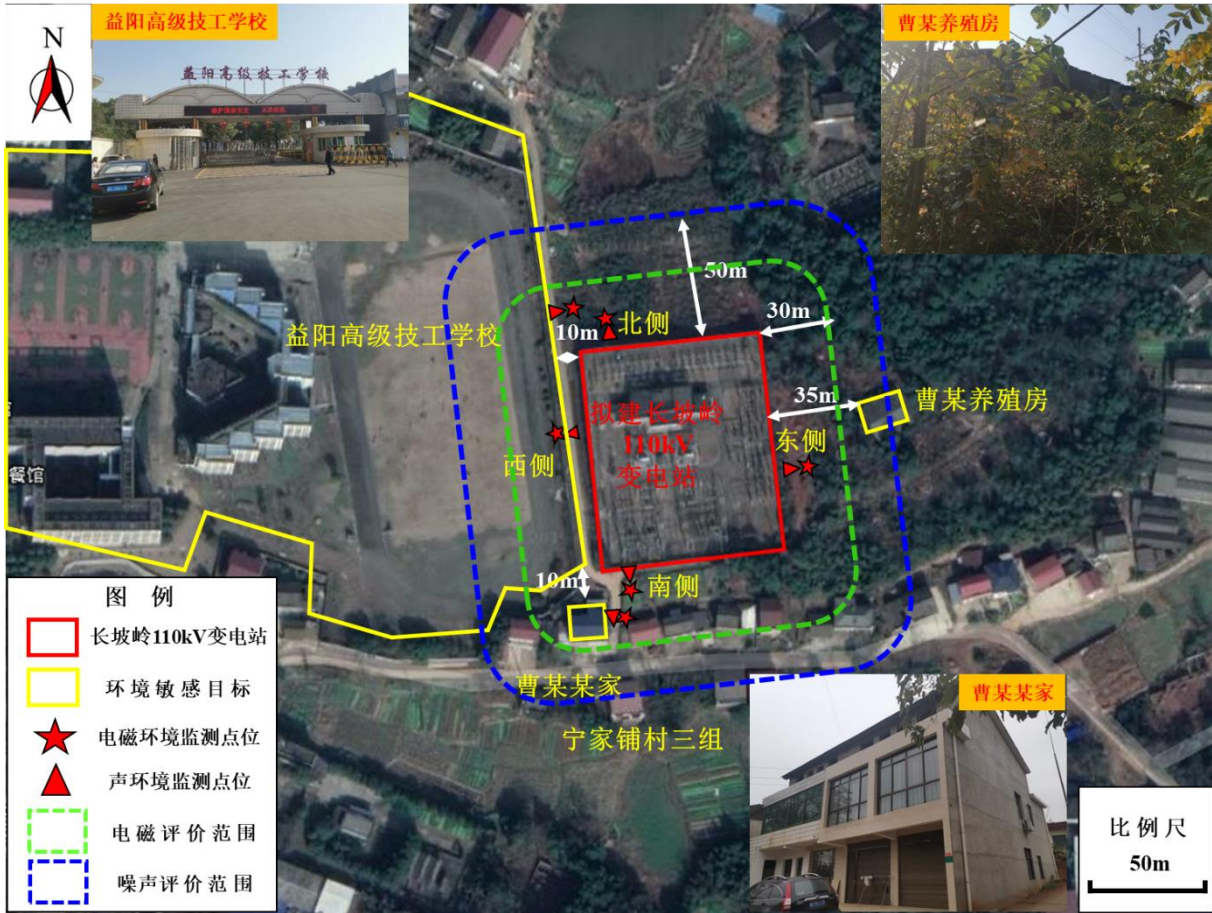 益阳高级技工学校
曹某养殖房
N
益阳高级技工学校
50m
30m
北侧
10m
益阳高级技工学校
35m
曹某养殖房
拟建长坡岭
110kV
变电站
东侧
西侧
餐馆
10m
南侧
曹某某家
宁家铺村三组
曹某某家
图 例
长坡岭110kV变电站
环境敏感目标
电磁环境监测点位
声环境监测点位
电磁评价范围
噪声评价范围
比例尺
50m